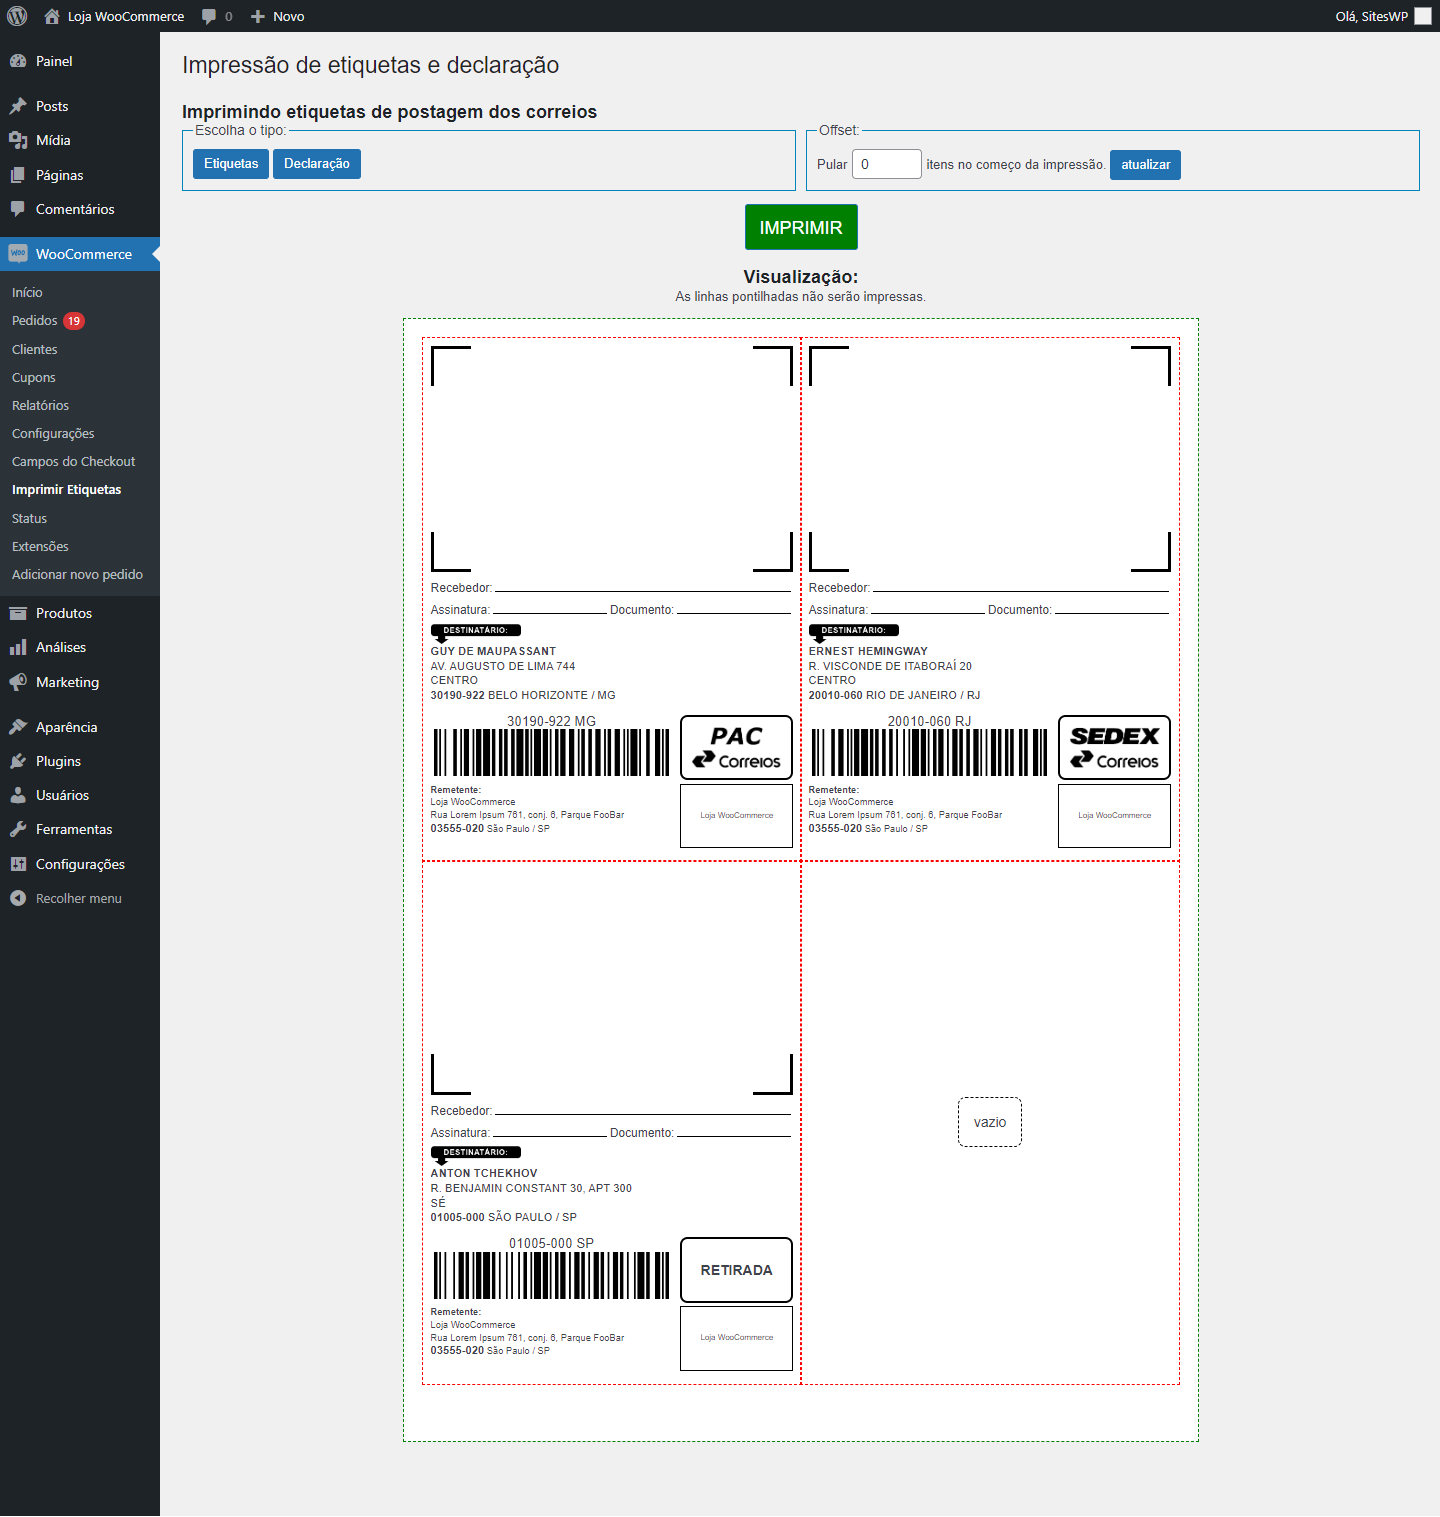 Loja WooCommerce
0
Novo
Olá, SitesWP
Painel
Posts
Mídia
Páginas
Comentários
WooCommerce
Início
Pedidos 19
Clientes
Cupons
Relatórios
Configurações
Campos do Checkout
Imprimir Etiquetas
Status
Extensões
Adicionar novo pedido
Produtos
Análises
Marketing
Aparência
Plugins
Usuários
Ferramentas
Configurações
Recolher menu
Impressão de etiquetas e declaração
Imprimindo etiquetas de postagem dos correios
Escolha o tipo:
Etiquetas
Declaração
Offset:
Pular 0 itens no começo da impressão. atualizar
IMPRIMIR
Visualização:
As linhas pontilhadas não serão impressas.
Recebedor:
Assinatura: Documento:
DESTINATÁRIO:
GUY DE MAUPASSANT
AV. AUGUSTO DE LIMA 744
CENTRO
30190-922 BELO HORIZONTE / MG
30190-922 MG
PAC
Correios
Remetente:
Loja WooCommerce
Rua Lorem Ipsum 761, conj. 6, Parque FooBar
03555-020 São Paulo / SP
Loja WooCommerce
Recebedor:
Assinatura: Documento:
DESTINATÁRIO:
ERNEST HEMINGWAY
R. VISCONDE DE ITABORAÍ 20
CENTRO
20010-060 RIO DE JANEIRO / RJ
20010-060 RJ
SEDEX
Correios
Remetente:
Loja WooCommerce
Rua Lorem Ipsum 761, conj. 6, Parque FooBar
03555-020 São Paulo / SP
Loja WooCommerce
Recebedor:
Assinatura: Documento:
DESTINATÁRIO:
ANTON TCHEKHOV
R. BENJAMIN CONSTANT 30, APT 300
SÉ
01005-000 SÃO PAULO / SP
01005-000 SP
RETIRADA
Remetente:
Loja WooCommerce
Rua Lorem Ipsum 761, conj. 6, Parque FooBar
03555-020 São Paulo / SP
Loja WooCommerce
vazio